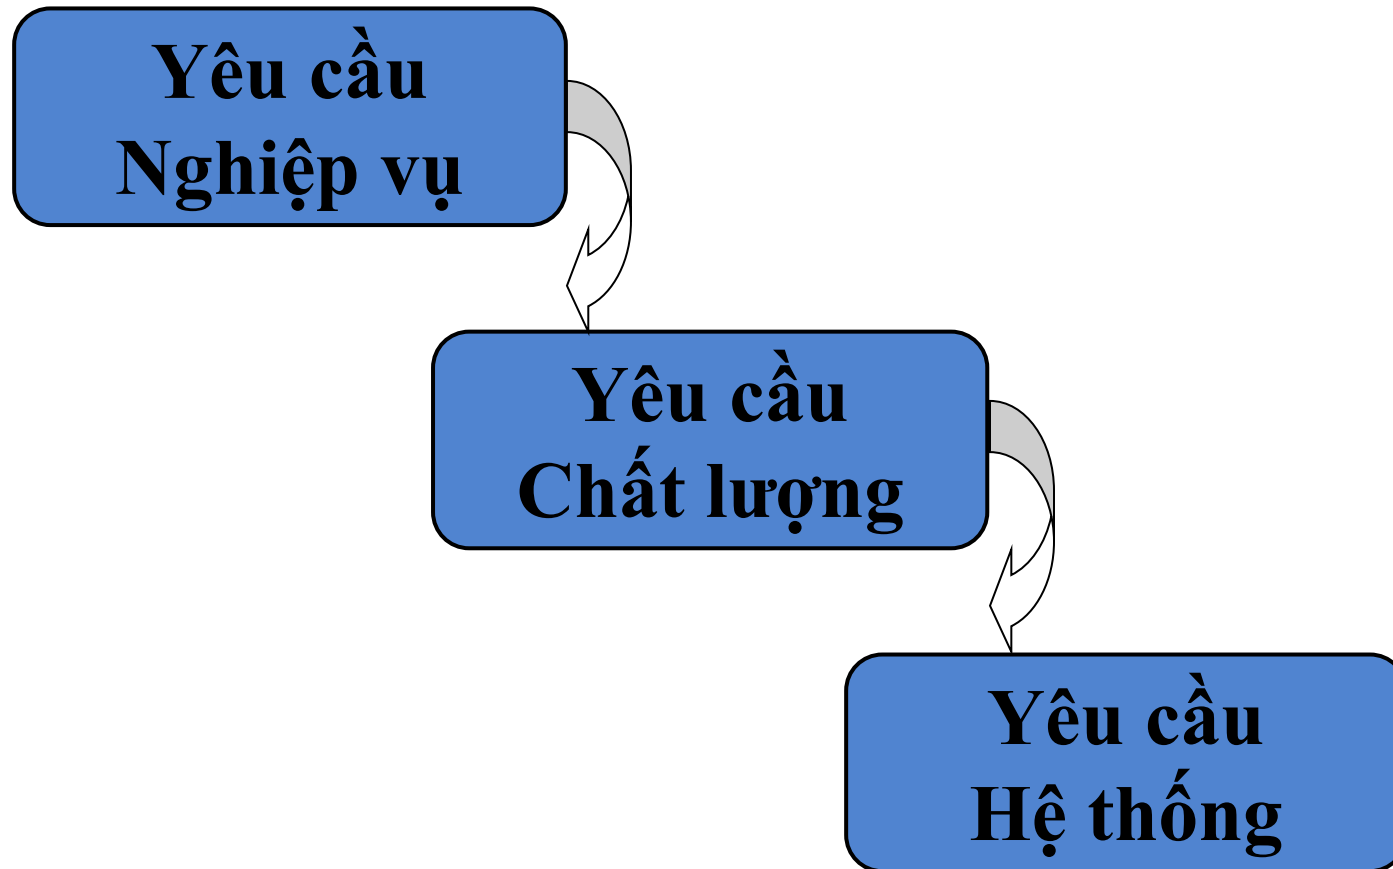 Yêu cầu
Nghiệp vụ
Yêu cầu
Chất lượng
Yêu cầu
Hệ thống